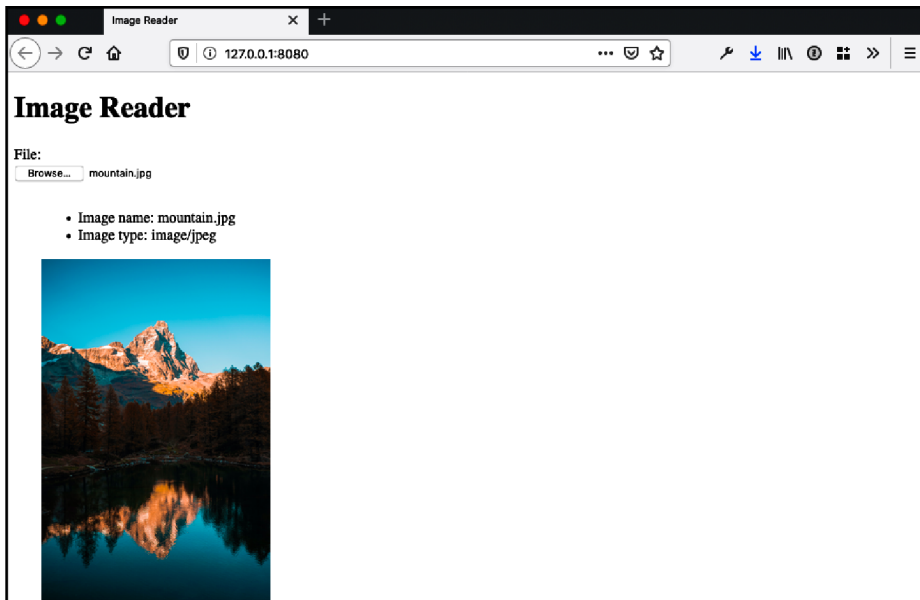 Image Reader
127.0.0.1:8080
Image Reader
File:
Browse... mountain.jpg
Image name: mountain.jpg
Image type: image/jpeg